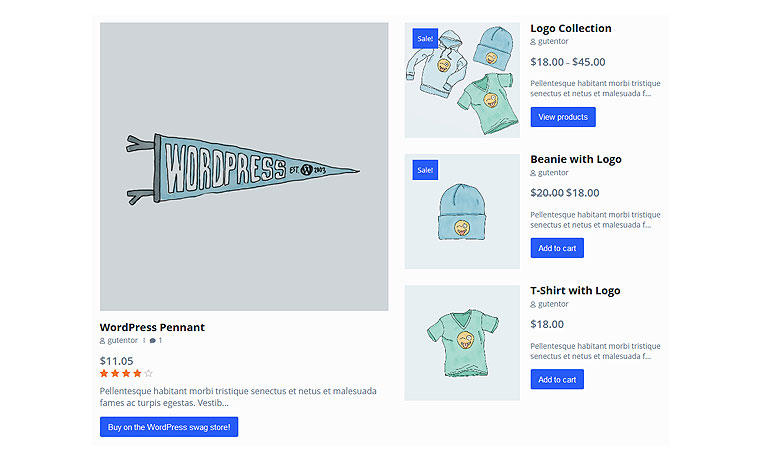 WORDPRESS EST. W 2003
WordPress Pennant
gutentor | 1
$11.05
Pellentesque habitant morbi tristique senectus et netus et malesuada
fames ac turpis egestas. Vestib...
Buy on the WordPress swag store!
Sale!
Logo Collection
gutentor
$18.00 – $45.00
Pellentesque habitant morbi tristique
senectus et netus et malesuada f...
View products
Sale!
Beanie with Logo
gutentor
$20.00 $18.00
Pellentesque habitant morbi tristique
senectus et netus et malesuada f...
Add to cart
T-Shirt with Logo
gutentor
$18.00
Pellentesque habitant morbi tristique
senectus et netus et malesuada f...
Add to cart